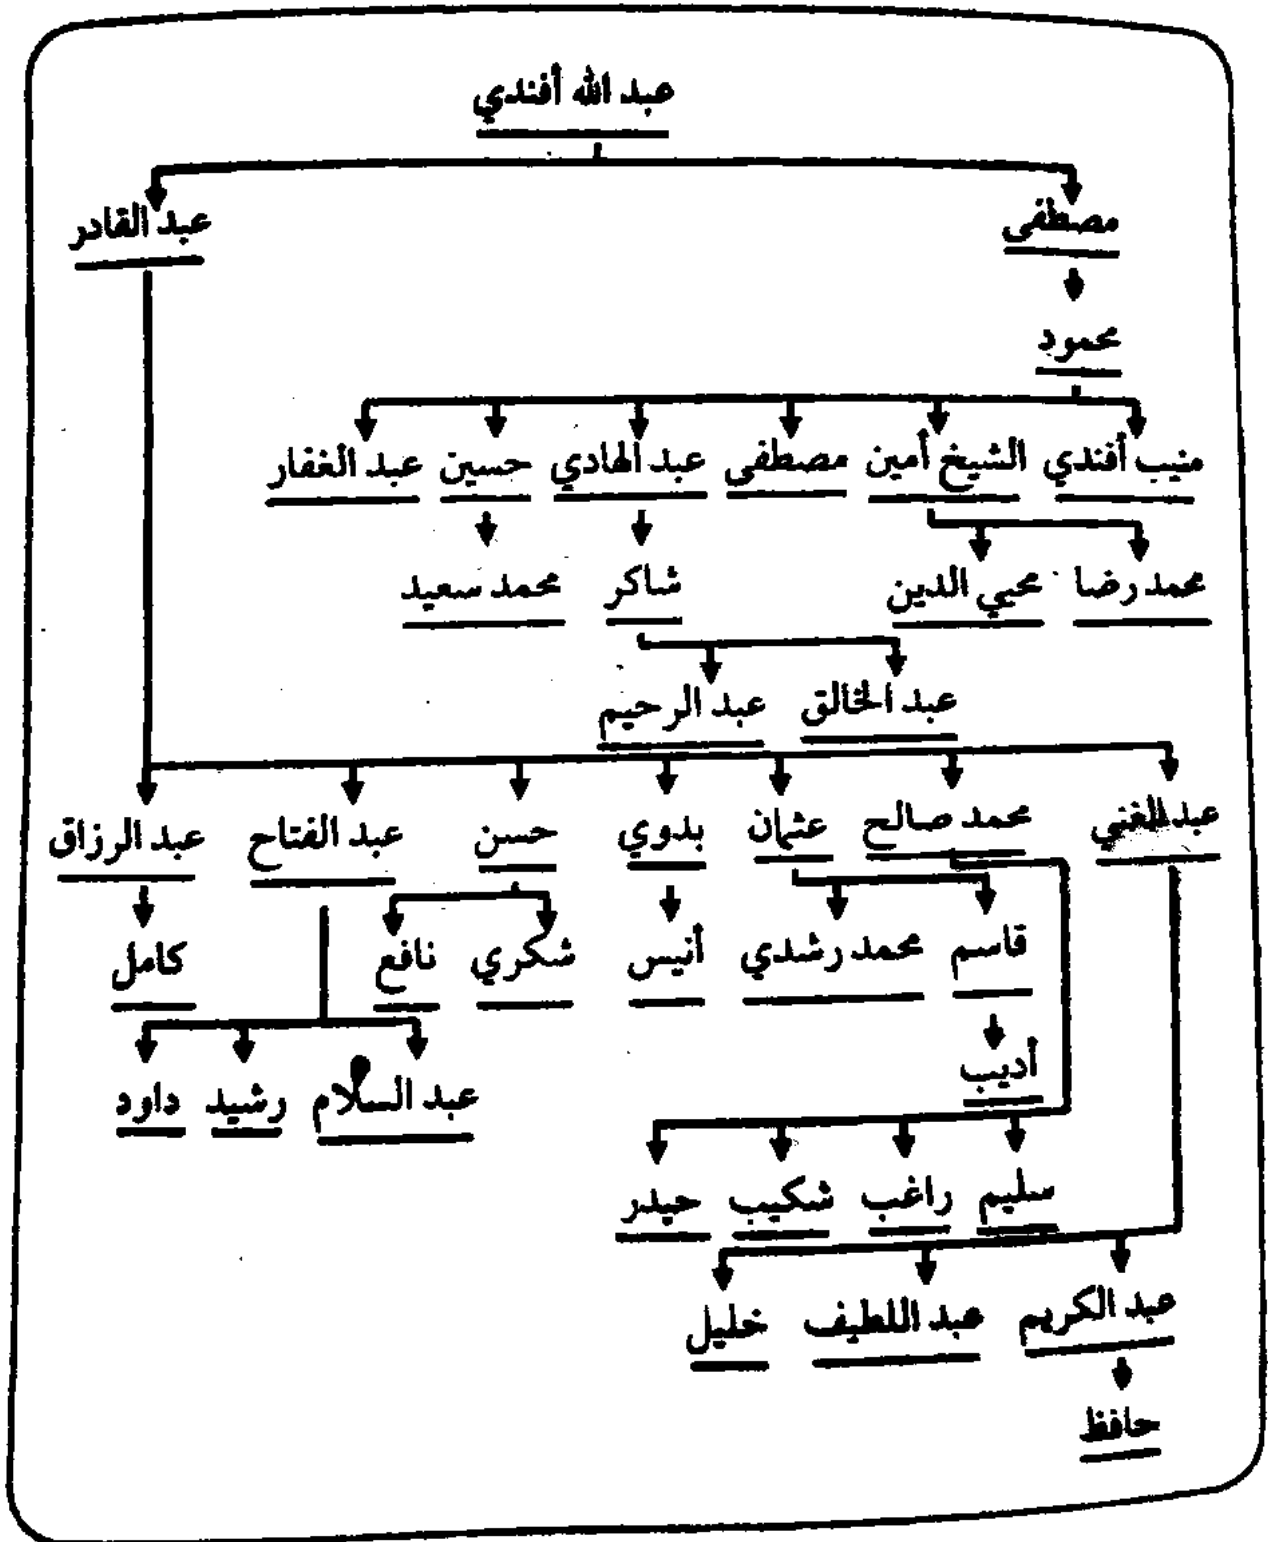 عبد الله أفندي
مصطفى عبد القادر
محمود
منيب أفندي الشيخ أمين مصطفى عبد الهادي حسين عبد الغفار
محمد رضا محيي الدين شاكر محمد سعيد
عبد الخالق عبد الرحيم
عبد الغني محمد صالح عثمان بدوي حسن عبد الفتاح عبد الرزاق
قاسم محمد رشدي أنيس شكري نافع كامل
أديب
عبد السلام رشيد داود
سليم راغب شكيب حيدر
عبد الكريم عبد اللطيف خليل
حافظ